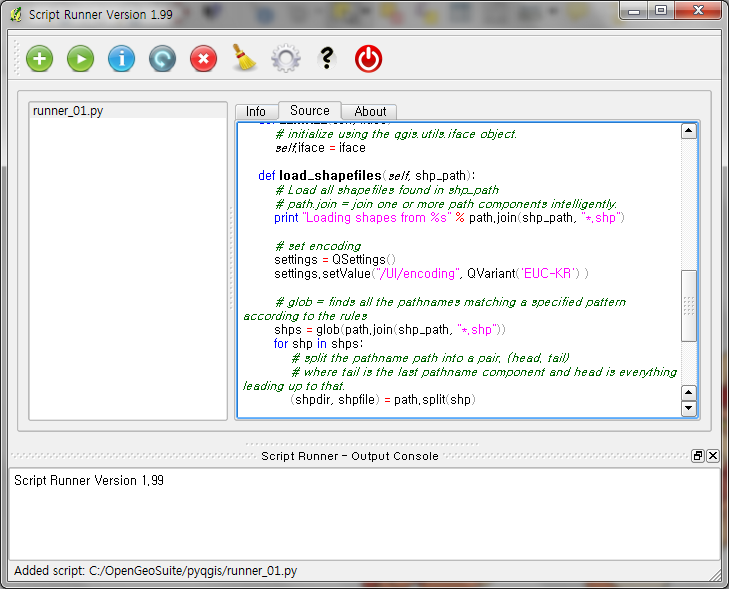 Script Runner Version 1.99
runner_01.py
Info
Source
About
# initialize using the qgis.utils.iface object.
self.iface = iface
def load_shapefiles(self, shp_path):
# Load all shapefiles found in shp_path
# path.join = join one or more path components intelligently.
print "Loading shapes from %s" % path.join(shp_path, "*.shp")
# set encoding
settings = QSettings()
settings.setValue("/UI/encoding", QVariant('EUC-KR') )
# glob = finds all the pathnames matching a specified pattern
according to the rules
shps = glob(path.join(shp_path, "*.shp"))
for shp in shps:
# split the pathname path into a pair, (head, tail)
# where tail is the last pathname component and head is everything
leading up to that.
(shpdir, shpfile) = path.split(shp)
Script Runner - Output Console
Script Runner Version 1.99
Added script: C:/OpenGeoSuite/pyqgis/runner_01.py